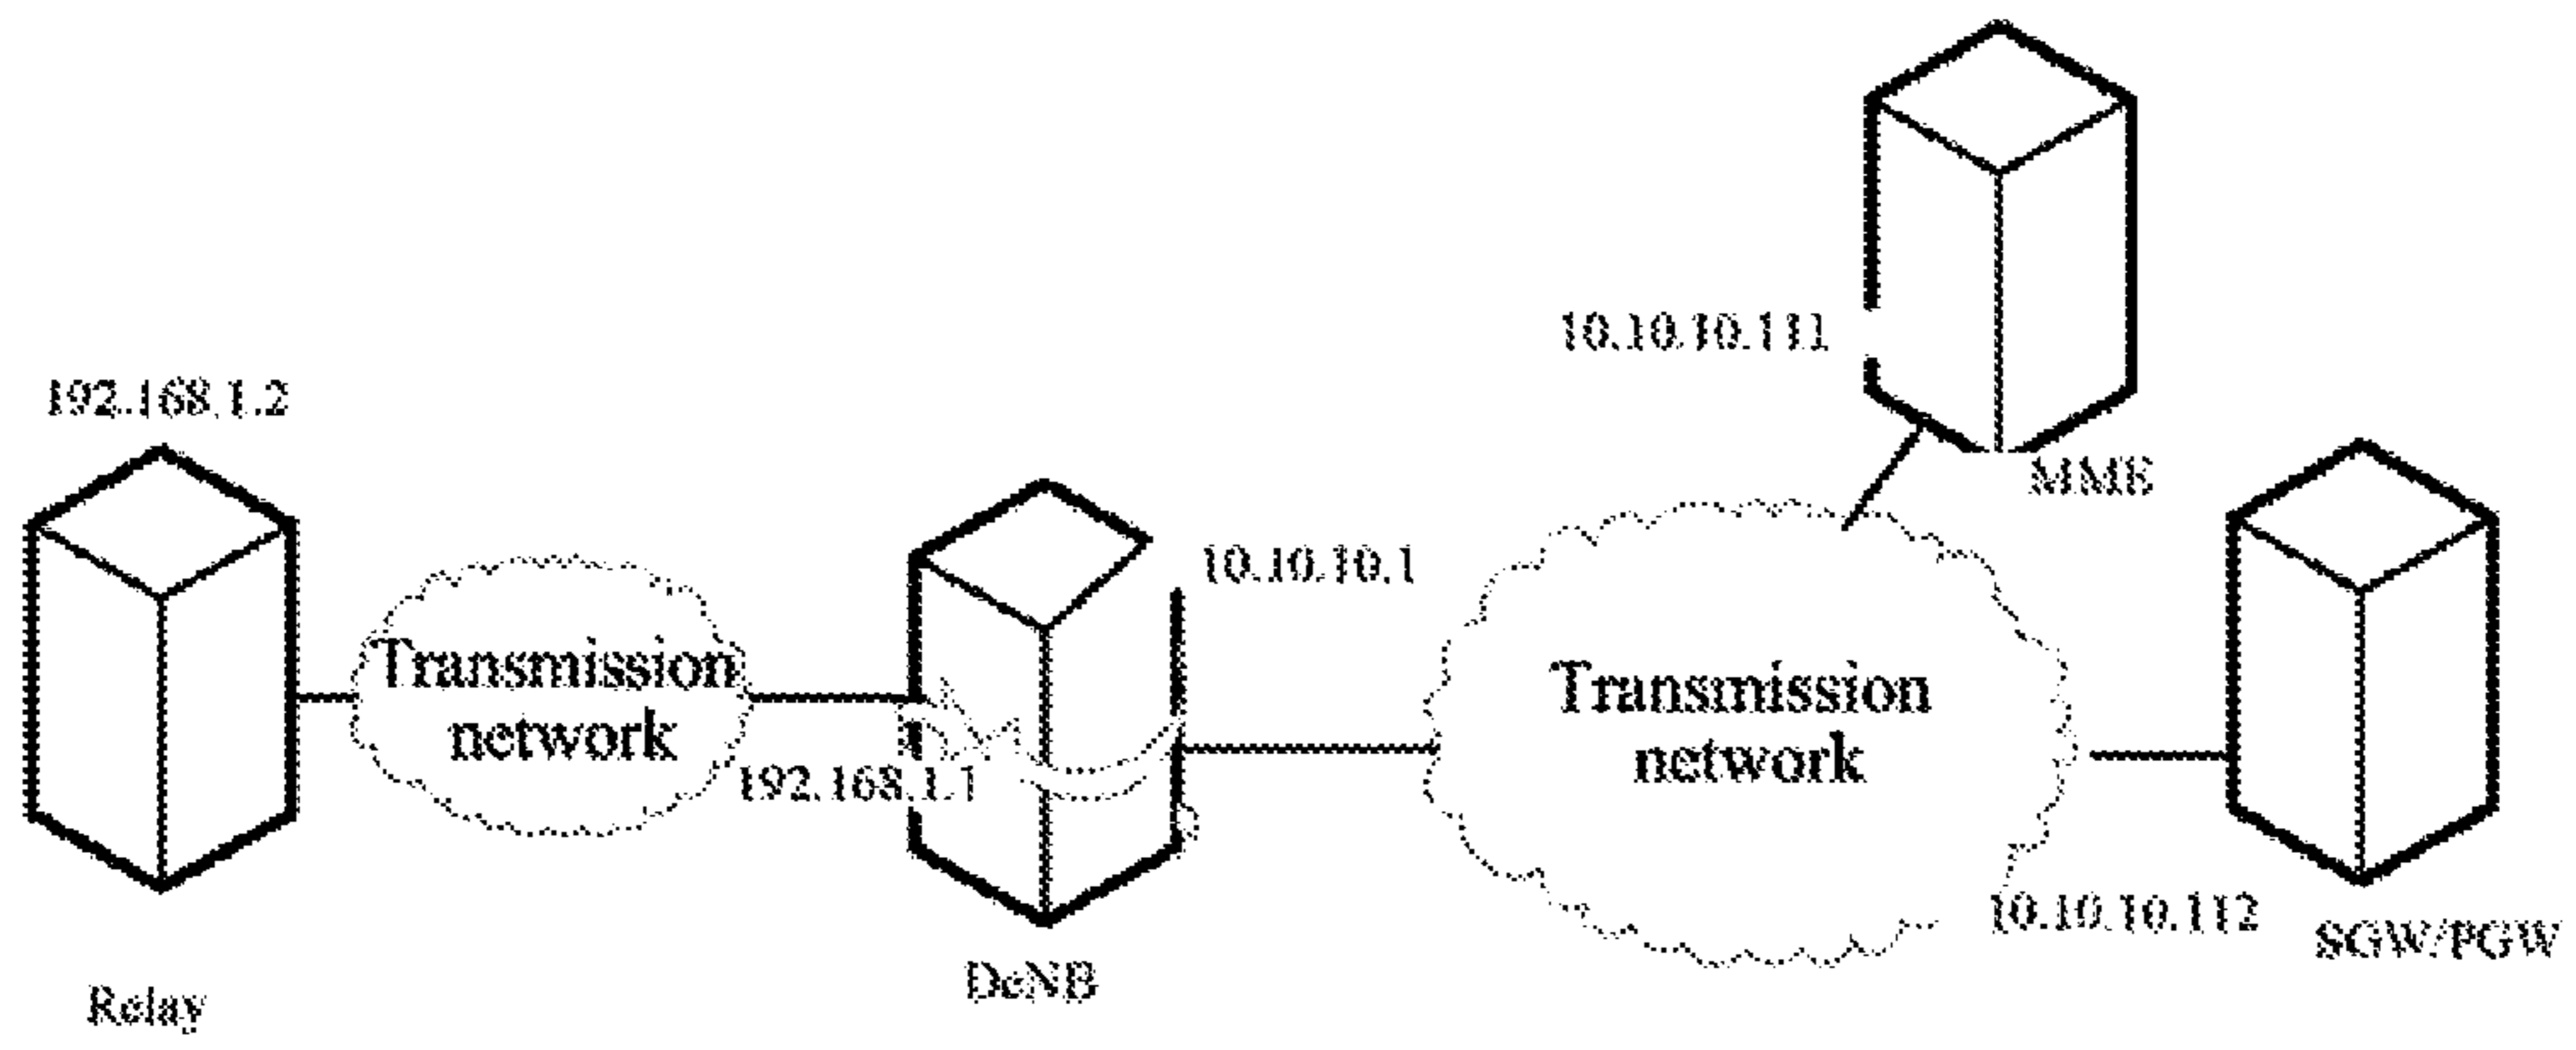 10.10.10.111
192.168.1.2
MME
10.10.10.1
Transmission
network
Transmission
network
192.168.1.1
10.10.10.112
SGW/PGW
DeNB
Relay